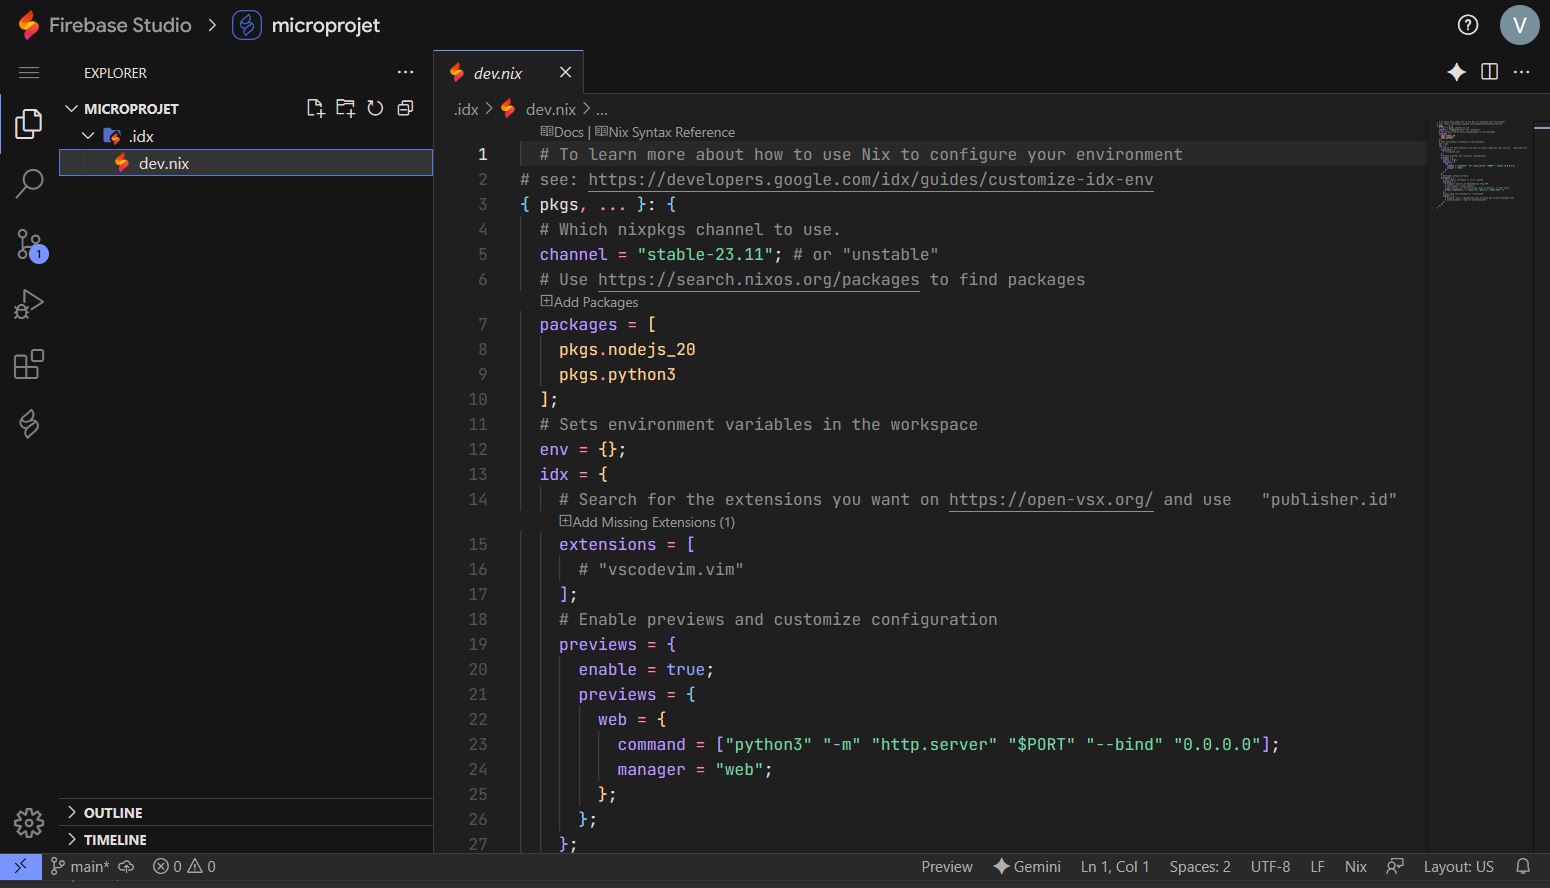 Firebase Studio > microprojet
V
EXPLORER
dev.nix
MICROPROJET
.idx > dev.nix > ...
.idx
dev.nix
1
Docs | Nix Syntax Reference
1 # To learn more about how to use Nix to configure your environment
2 # see: https://developers.google.com/idx/guides/customize-idx-env
3 { pkgs, ... }: {
4 # Which nixpkgs channel to use.
5 channel = "stable-23.11"; # or "unstable"
6 # Use https://search.nixos.org/packages to find packages
Add Packages
7 packages = [
8 pkgs.nodejs_20
9 pkgs.python3
10 ];
11 # Sets environment variables in the workspace
12 env = {};
13 idx = {
14 # Search for the extensions you want on https://open-vsx.org/ and use "publisher.id"
Add Missing Extensions (1)
15 extensions = [
16 # "vscodevim.vim"
17 ];
18 # Enable previews and customize configuration
19 previews = {
20 enable = true;
21 previews = {
22 web = {
23 command = ["python3" "-m" "http.server" "$PORT" "--bind" "0.0.0.0"];
24 manager = "web";
25 };
26 };
27 };
OUTLINE
TIMELINE
main* 0 0 Preview Gemini Ln 1, Col 1 Spaces: 2 UTF-8 LF Nix Layout: US